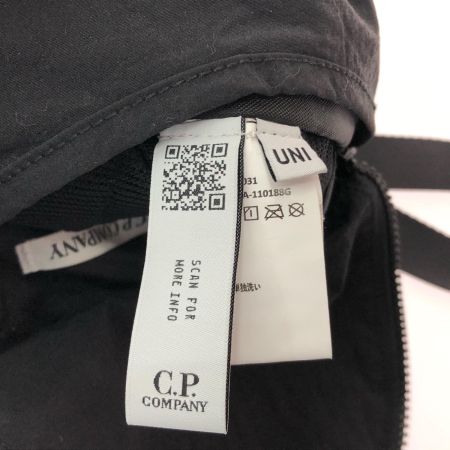 UNI
031
A-110188G
C.P. COMPANY
SCAN FOR
MORE INFO
C.P.
COMPANY